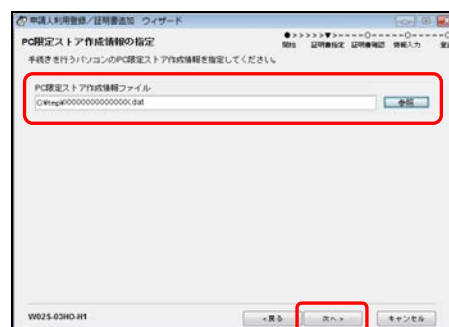 申請人利用登録/証明書追加 ウィザード
PC限定ストア作成情報の指定
●>>>>>▼>----○-----○-----
開始 証明書指定 証明書確認 情報入力
手続きを行うパソコンのPC限定ストア作成情報を指定してください。
PC限定ストア作成情報ファイル
参照
W025-03HO-H1
<戻る
次へ>
キャンセル